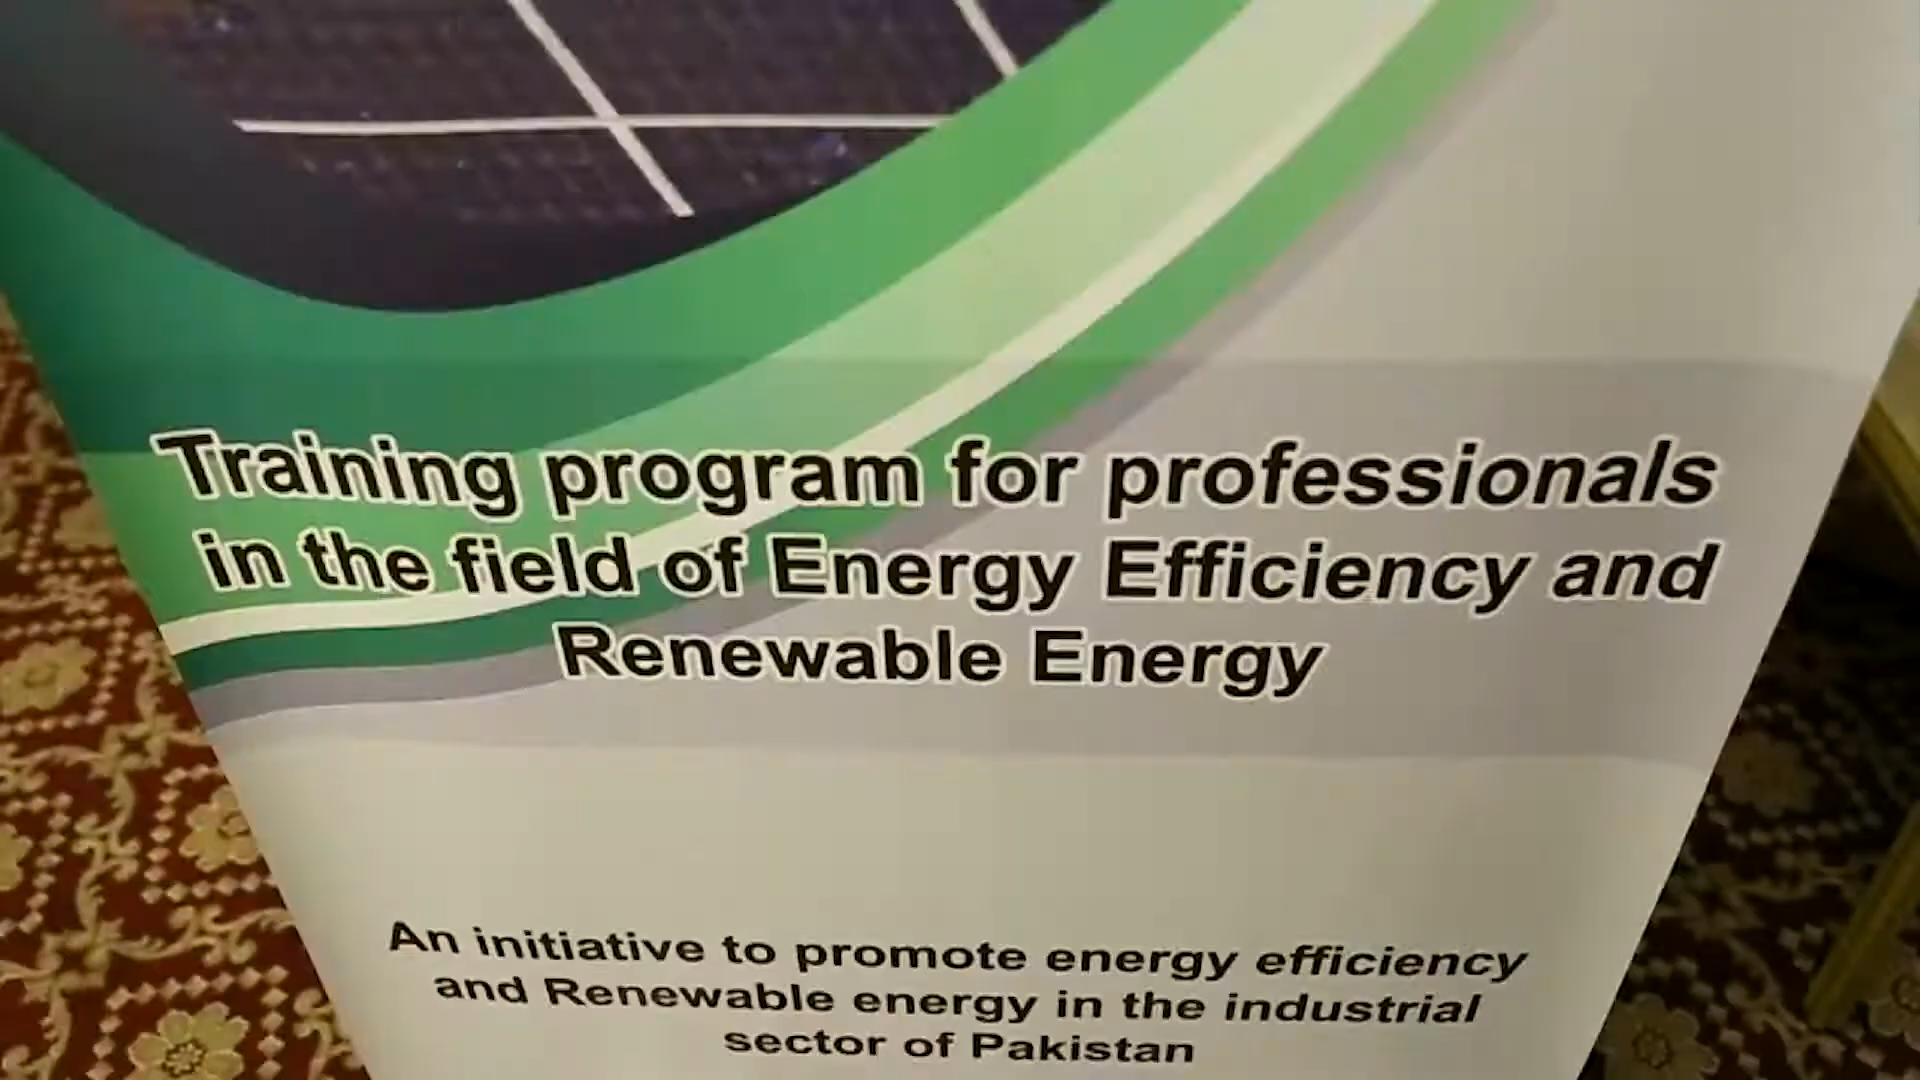 Training program for professionals
in the field of Energy Efficiency and
Renewable Energy
An initiative to promote energy efficiency
and Renewable energy in the industrial
sector of Pakistan